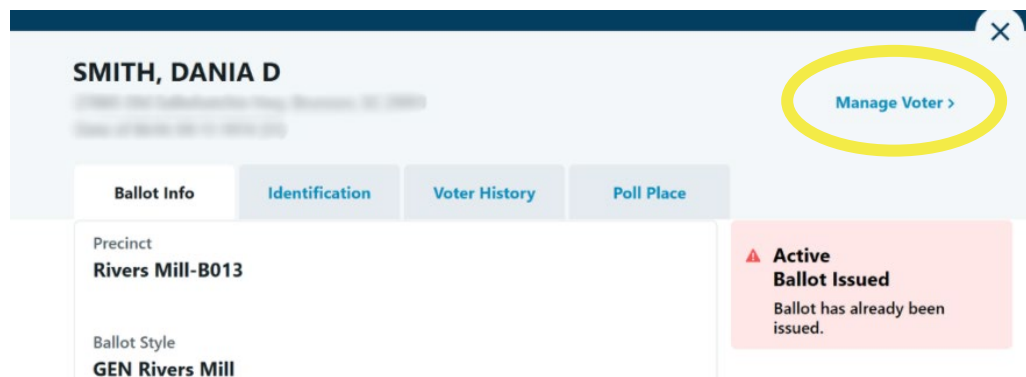 SMITH, DANIA D
Manage Voter >
Ballot Info
Identification
Voter History
Poll Place
Precinct
Rivers Mill-B013
Ballot Style
GEN Rivers Mill
Active
Ballot Issued
Ballot has already been
issued.